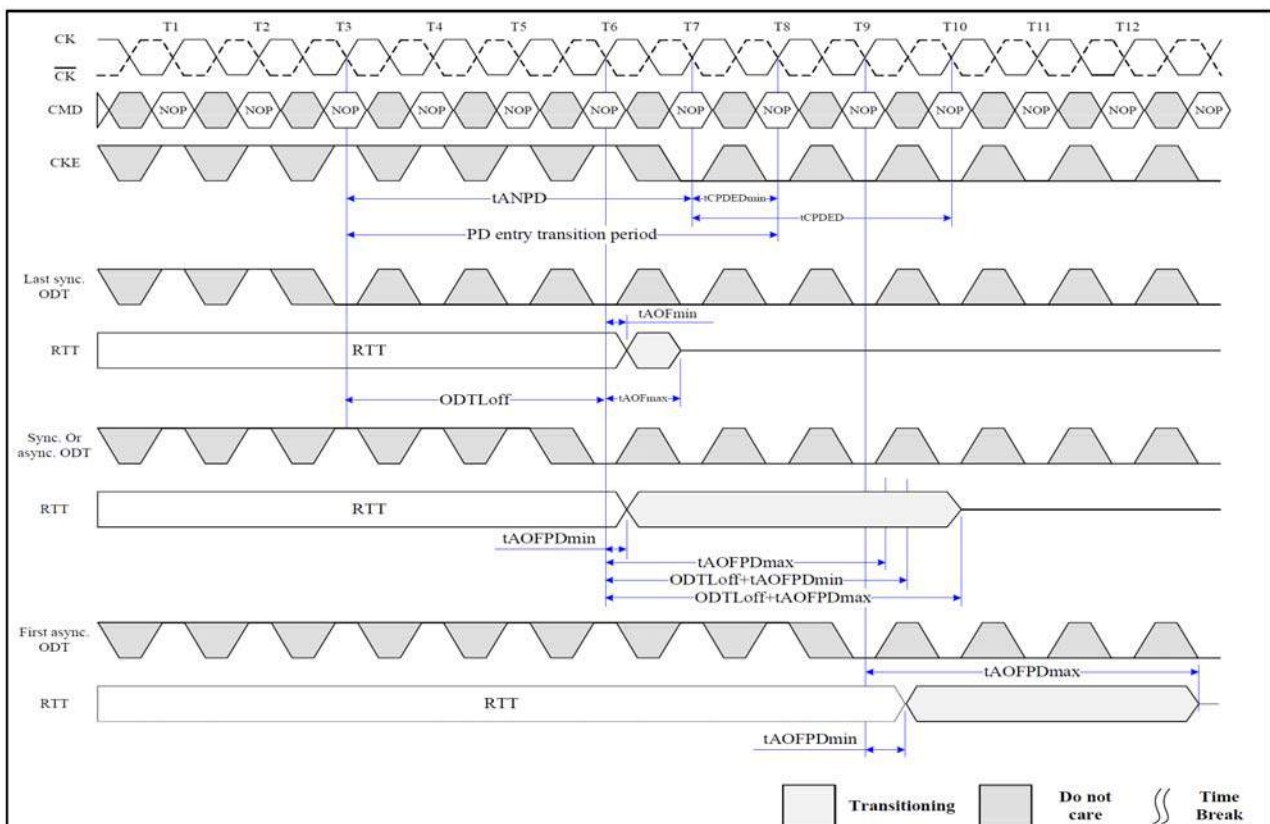 T1 T2 T3 T4 T5 T6 T7 T8 T9 T10 T11 T12
CK
CK
CMD NOP NOP NOP NOP NOP NOP NOP NOP NOP NOP NOP NOP NOP
CKE
tANPD tCPDEDmin
tCPDED
PD entry transition period
Last sync.
ODT
tAOFmin
RTT RTT
ODTLoff tAOFmax
Sync. Or
async. ODT
RTT RTT
tAOFPDmin
tAOFPDmax
ODTLoff+tAOFPDmin
ODTLoff+tAOFPDmax
First async.
ODT
tAOFPDmax
RTT RTT
tAOFPDmin
Transitioning
Do not
care
Time
Break